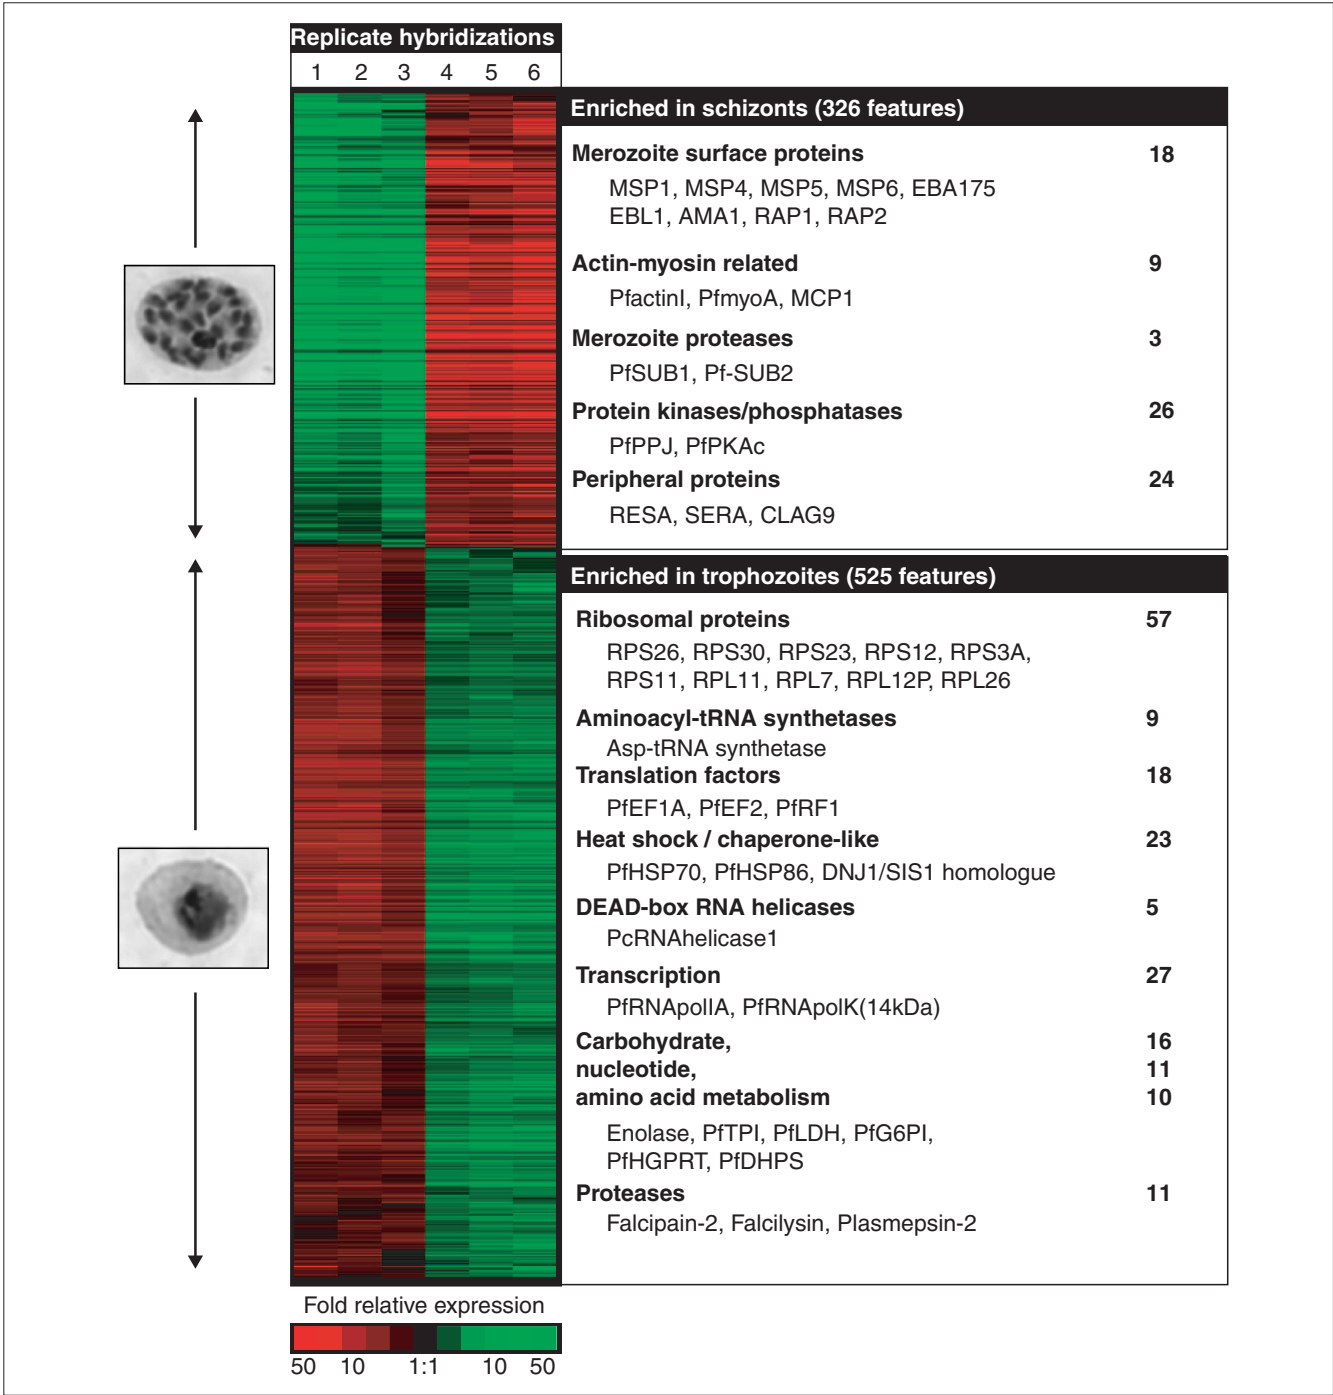 Replicate hybridizations
1 2 3 4 5 6
Enriched in schizonts (326 features)
Merozoite surface proteins 18
MSP1, MSP4, MSP5, MSP6, EBA175
EBL1, AMA1, RAP1, RAP2
Actin-myosin related 9
PfactinI, PfmyoA, MCP1
Merozoite proteases 3
PfSUB1, Pf-SUB2
Protein kinases/phosphatases 26
PfPPJ, PfPKAc
Peripheral proteins 24
RESA, SERA, CLAG9
Enriched in trophozoites (525 features)
Ribosomal proteins 57
RPS26, RPS30, RPS23, RPS12, RPS3A,
RPS11, RPL11, RPL7, RPL12P, RPL26
Aminoacyl-tRNA synthetases 9
Asp-tRNA synthetase
Translation factors 18
PfEF1A, PfEF2, PfRF1
Heat shock / chaperone-like 23
PfHSP70, PfHSP86, DNJ1/SIS1 homologue
DEAD-box RNA helicases 5
PcRNAhelicase1
Transcription 27
PfRNApolIA, PfRNApolK(14kDa)
Carbohydrate, 16
nucleotide, 11
amino acid metabolism 10
Enolase, PfTPI, PfLDH, PfG6PI,
PfHGPRT, PfDHPS
Proteases 11
Falcipain-2, Falcilysin, Plasmepsin-2
Fold relative expression
50 10 1:1 10 50